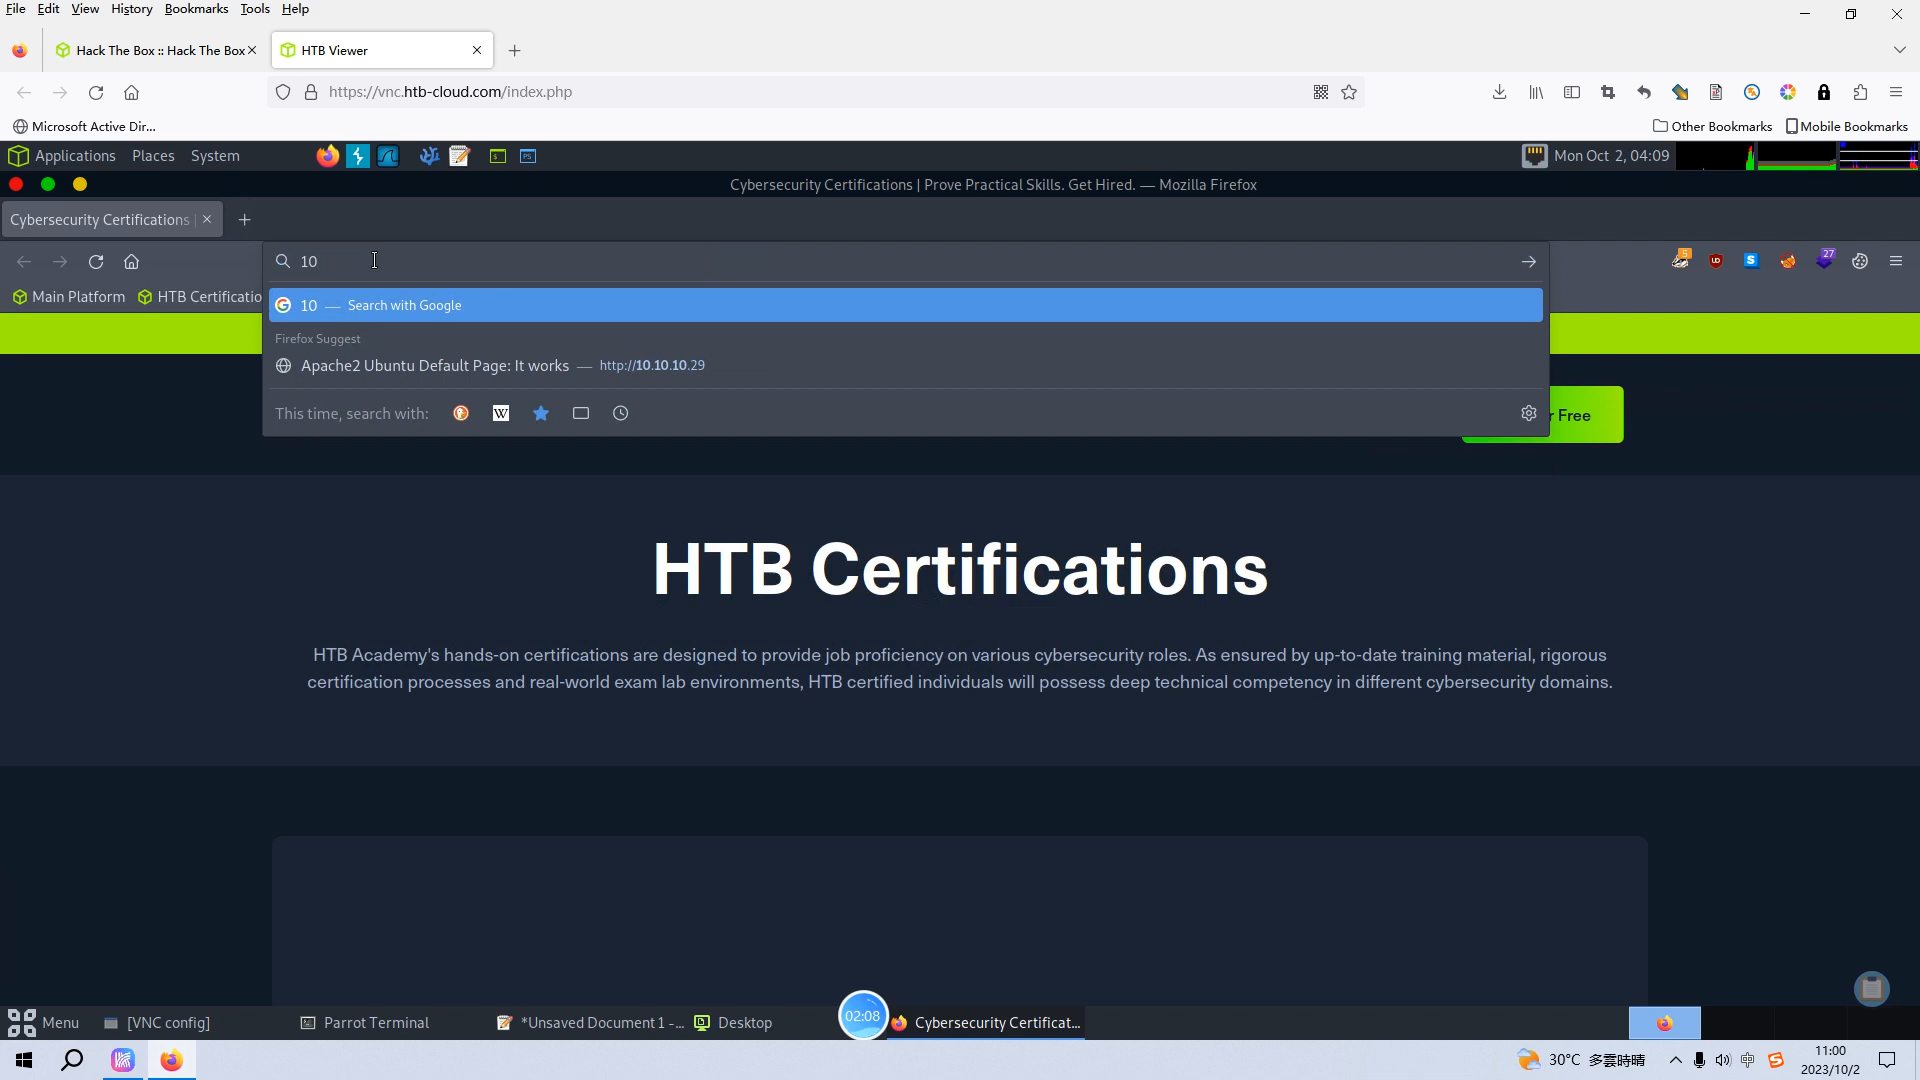 File Edit View History Bookmarks Tools Help
Hack The Box :: Hack The Box
HTB Viewer
https://vnc.htb-cloud.com/index.php
Microsoft Active Dir...
Other Bookmarks
Mobile Bookmarks
Applications Places System
Mon Oct 2, 04:09
Cybersecurity Certifications | Prove Practical Skills. Get Hired. — Mozilla Firefox
Cybersecurity Certifications |
10
5
27
Main Platform
HTB Certificatio
10 — Search with Google
Firefox Suggest
Apache2 Ubuntu Default Page: It works — http://10.10.10.29
This time, search with:
r Free
HTB Certifications
HTB Academy's hands-on certifications are designed to provide job proficiency on various cybersecurity roles. As ensured by up-to-date training material, rigorous
certification processes and real-world exam lab environments, HTB certified individuals will possess deep technical competency in different cybersecurity domains.
Menu
[VNC config]
Parrot Terminal
*Unsaved Document 1 -...
Desktop
02:08
Cybersecurity Certificat...
30°C 多雲時晴
中
11:00
2023/10/2